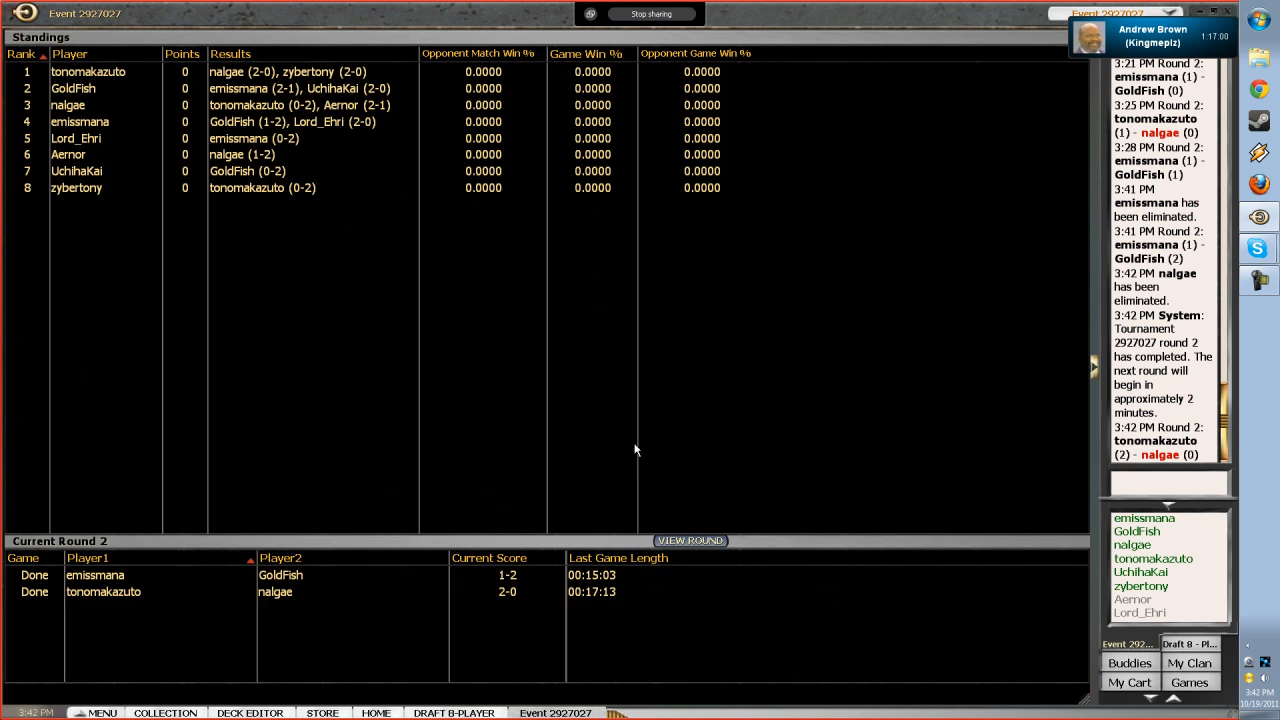 Event 2927027
Stop sharing
Event 2927027
Andrew Brown
(Kingmepiz)
1:17:00
Standings
Rank Player Points Results Opponent Match Win % Game Win % Opponent Game Win %
1 tonomakazuto 0 nalgae (2-0), zybertony (2-0) 0.0000 0.0000 0.0000
2 GoldFish 0 emissmana (2-1), UchihaKai (2-0) 0.0000 0.0000 0.0000
3 nalgae 0 tonomakazuto (0-2), Aernor (2-1) 0.0000 0.0000 0.0000
4 emissmana 0 GoldFish (1-2), Lord_Ehri (2-0) 0.0000 0.0000 0.0000
5 Lord_Ehri 0 emissmana (0-2) 0.0000 0.0000 0.0000
6 Aernor 0 nalgae (1-2) 0.0000 0.0000 0.0000
7 UchihaKai 0 GoldFish (0-2) 0.0000 0.0000 0.0000
8 zybertony 0 tonomakazuto (0-2) 0.0000 0.0000 0.0000
3:21 PM Round 2:
emissmana (1) -
GoldFish (0)
3:25 PM Round 2:
tonomakazuto
(1) - nalgae (0)
3:28 PM Round 2:
emissmana (1) -
GoldFish (1)
3:41 PM
emissmana has
been eliminated.
3:41 PM Round 2:
emissmana (1) -
GoldFish (2)
3:42 PM nalgae
has been
eliminated.
3:42 PM System:
Tournament
2927027 round 2
has completed. The
next round will
begin in
approximately 2
minutes.
3:42 PM Round 2:
tonomakazuto
(2) - nalgae (0)
emissmana
GoldFish
nalgae
tonomakazuto
UchihaKai
zybertony
Aernor
Lord_Ehri
Current Round 2
VIEW ROUND
Game Player1 Player2 Current Score Last Game Length
Done emissmana GoldFish 1-2 00:15:03
Done tonomakazuto nalgae 2-0 00:17:13
Event 292... Draft 8 - Pl...
Buddies My Clan
My Cart Games
3:42 PM MENU COLLECTION DECK EDITOR STORE HOME DRAFT 8-PLAYER Event 2927027
3:42 PM
10/19/2011